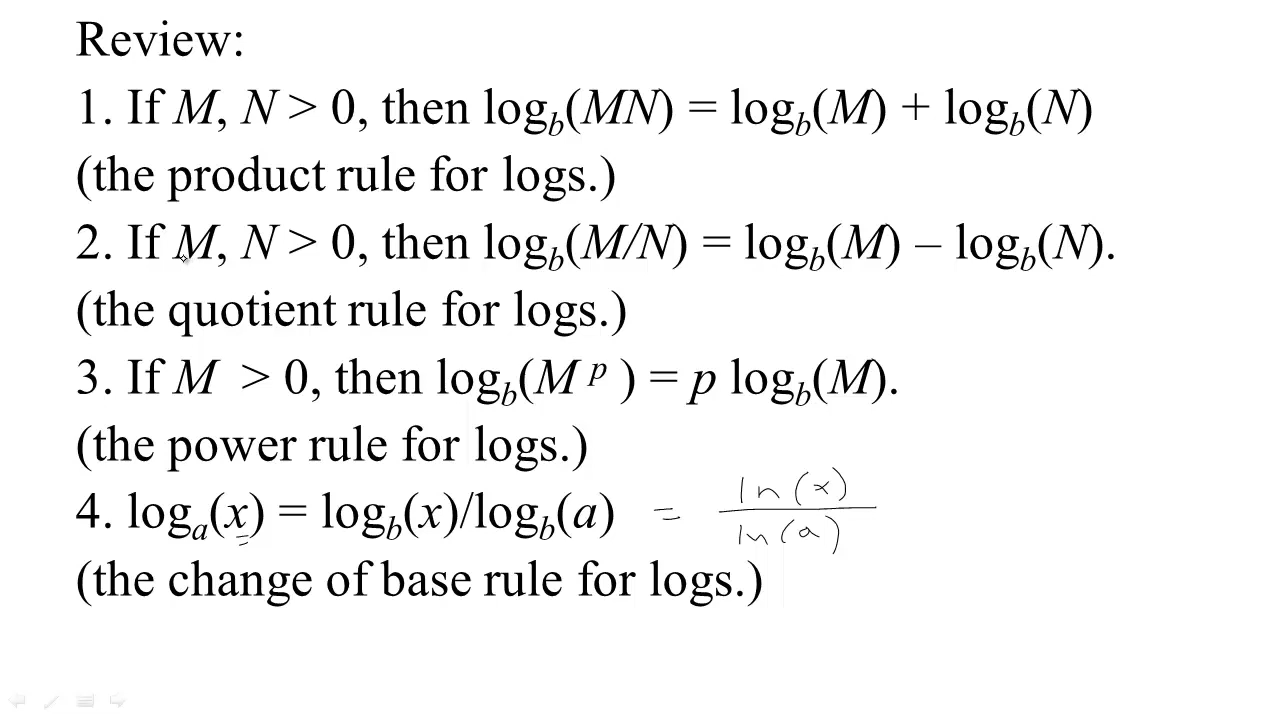 Review:
1. If M, N > 0, then log_b(MN) = log_b(M) + log_b(N)
(the product rule for logs.)
2. If M, N > 0, then log_b(M/N) = log_b(M) – log_b(N).
(the quotient rule for logs.)
3. If M > 0, then log_b(M^p ) = p log_b(M).
(the power rule for logs.)
4. log_a(x) = log_b(x)/log_b(a) = ln(x)/ln(a)
(the change of base rule for logs.)